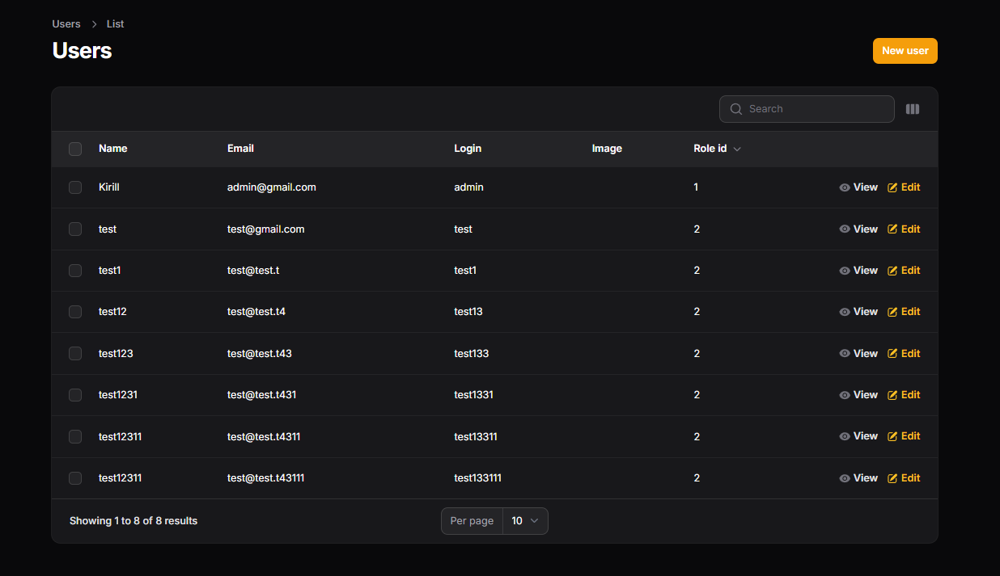 Users > List
Users
New user
Search
Name Email Login Image Role id
Kirill admin@gmail.com admin 1 View Edit
test test@gmail.com test 2 View Edit
test1 test@test.t test1 2 View Edit
test12 test@test.t4 test13 2 View Edit
test123 test@test.t43 test133 2 View Edit
test1231 test@test.t431 test1331 2 View Edit
test12311 test@test.t4311 test13311 2 View Edit
test12311 test@test.t43111 test133111 2 View Edit
Showing 1 to 8 of 8 results Per page 10